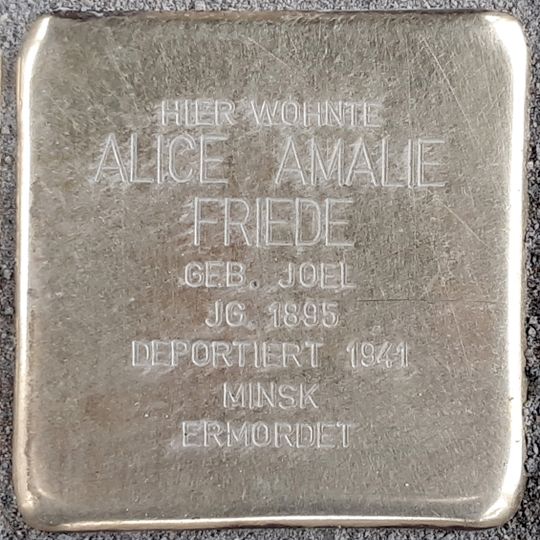 HIER WOHNTE
ALICE AMALIE
FRIEDE
GEB. JOEL
JG. 1895
DEPORTIERT 1941
MINSK
ERMORDET